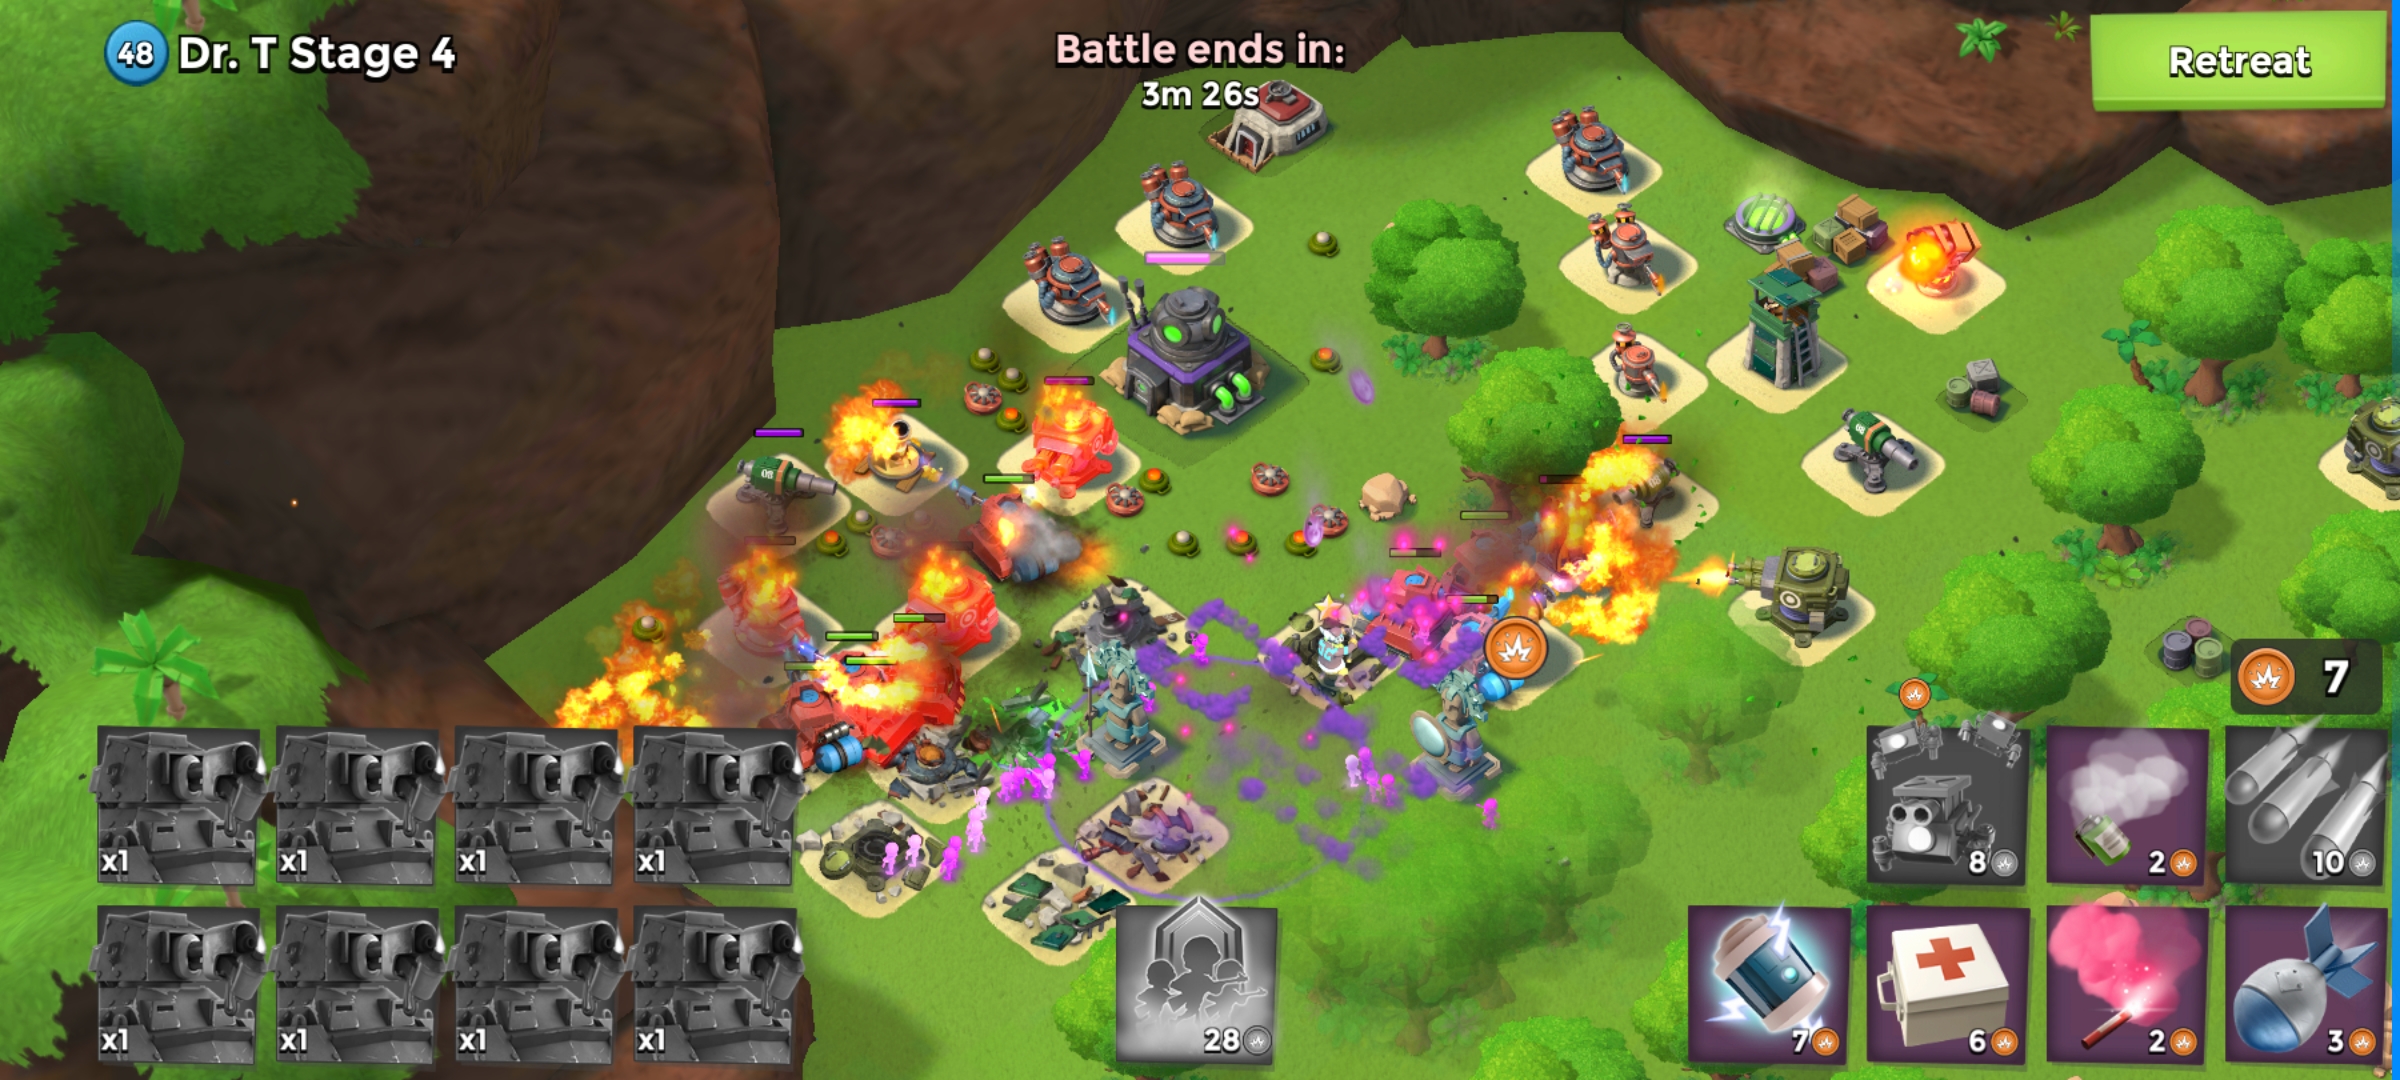 48 Dr. T Stage 4
Battle ends in:
3m 26s
Retreat
7
x1 x1 x1 x1
8 2 10
x1 x1 x1 x1
28
7 6 2 3